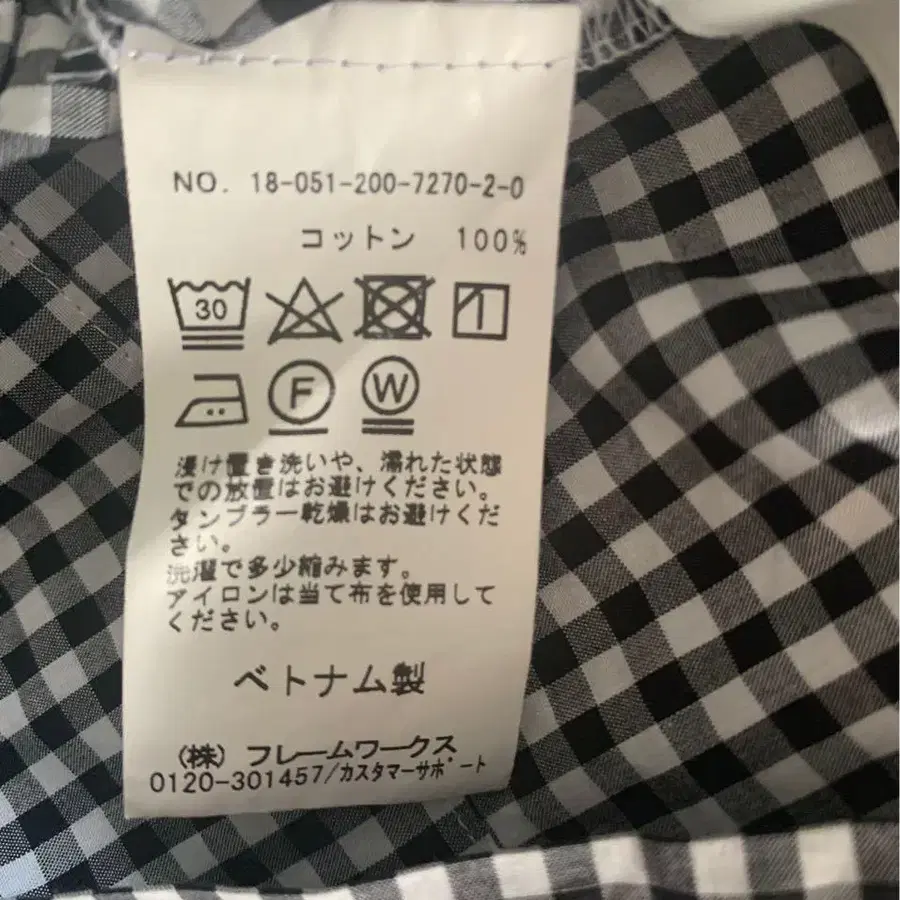 NO. 18-051-200-7270-2-0
コットン 100%
30
F W
浸け置き洗いや、濡れた状態
での放置はお避けください。
タンブラー乾燥はお避けくだ
さい。
洗濯で多少縮みます。
アイロンは当て布を使用して
ください。
ベトナム製
(株) フレームワークス
0120-301457/カスタマーサポート